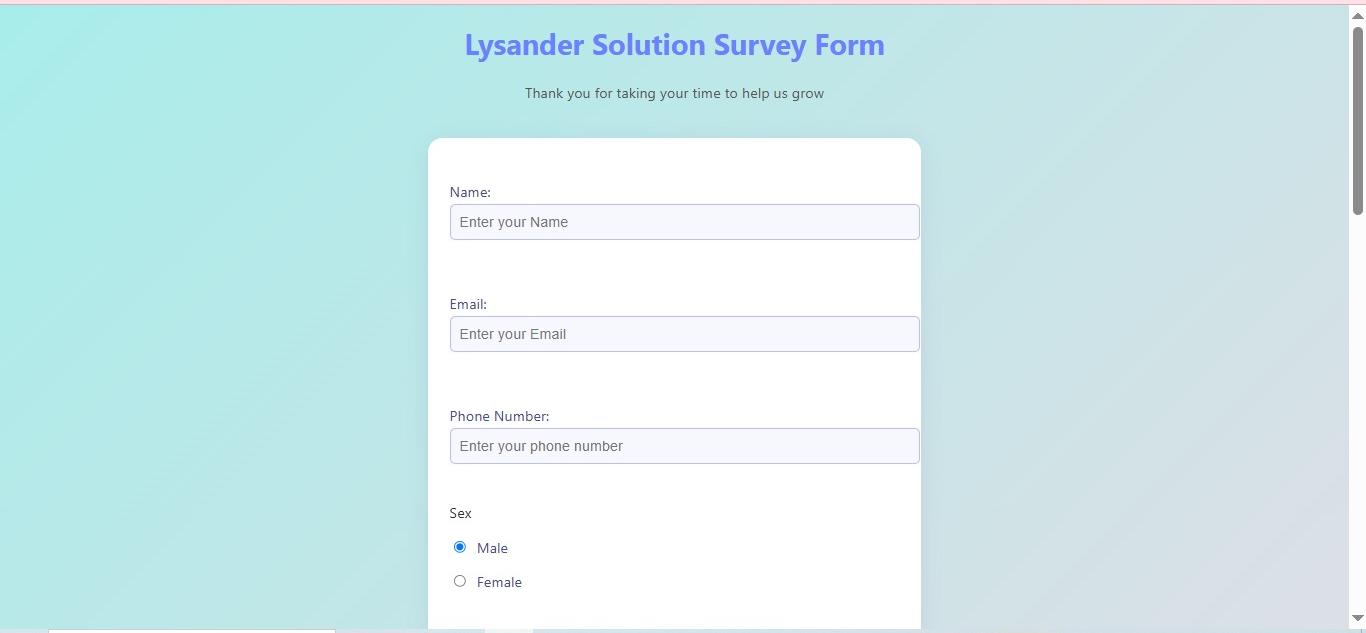 Lysander Solution Survey Form
Thank you for taking your time to help us grow
Name:
Enter your Name
Email:
Enter your Email
Phone Number:
Enter your phone number
Sex
Male
Female